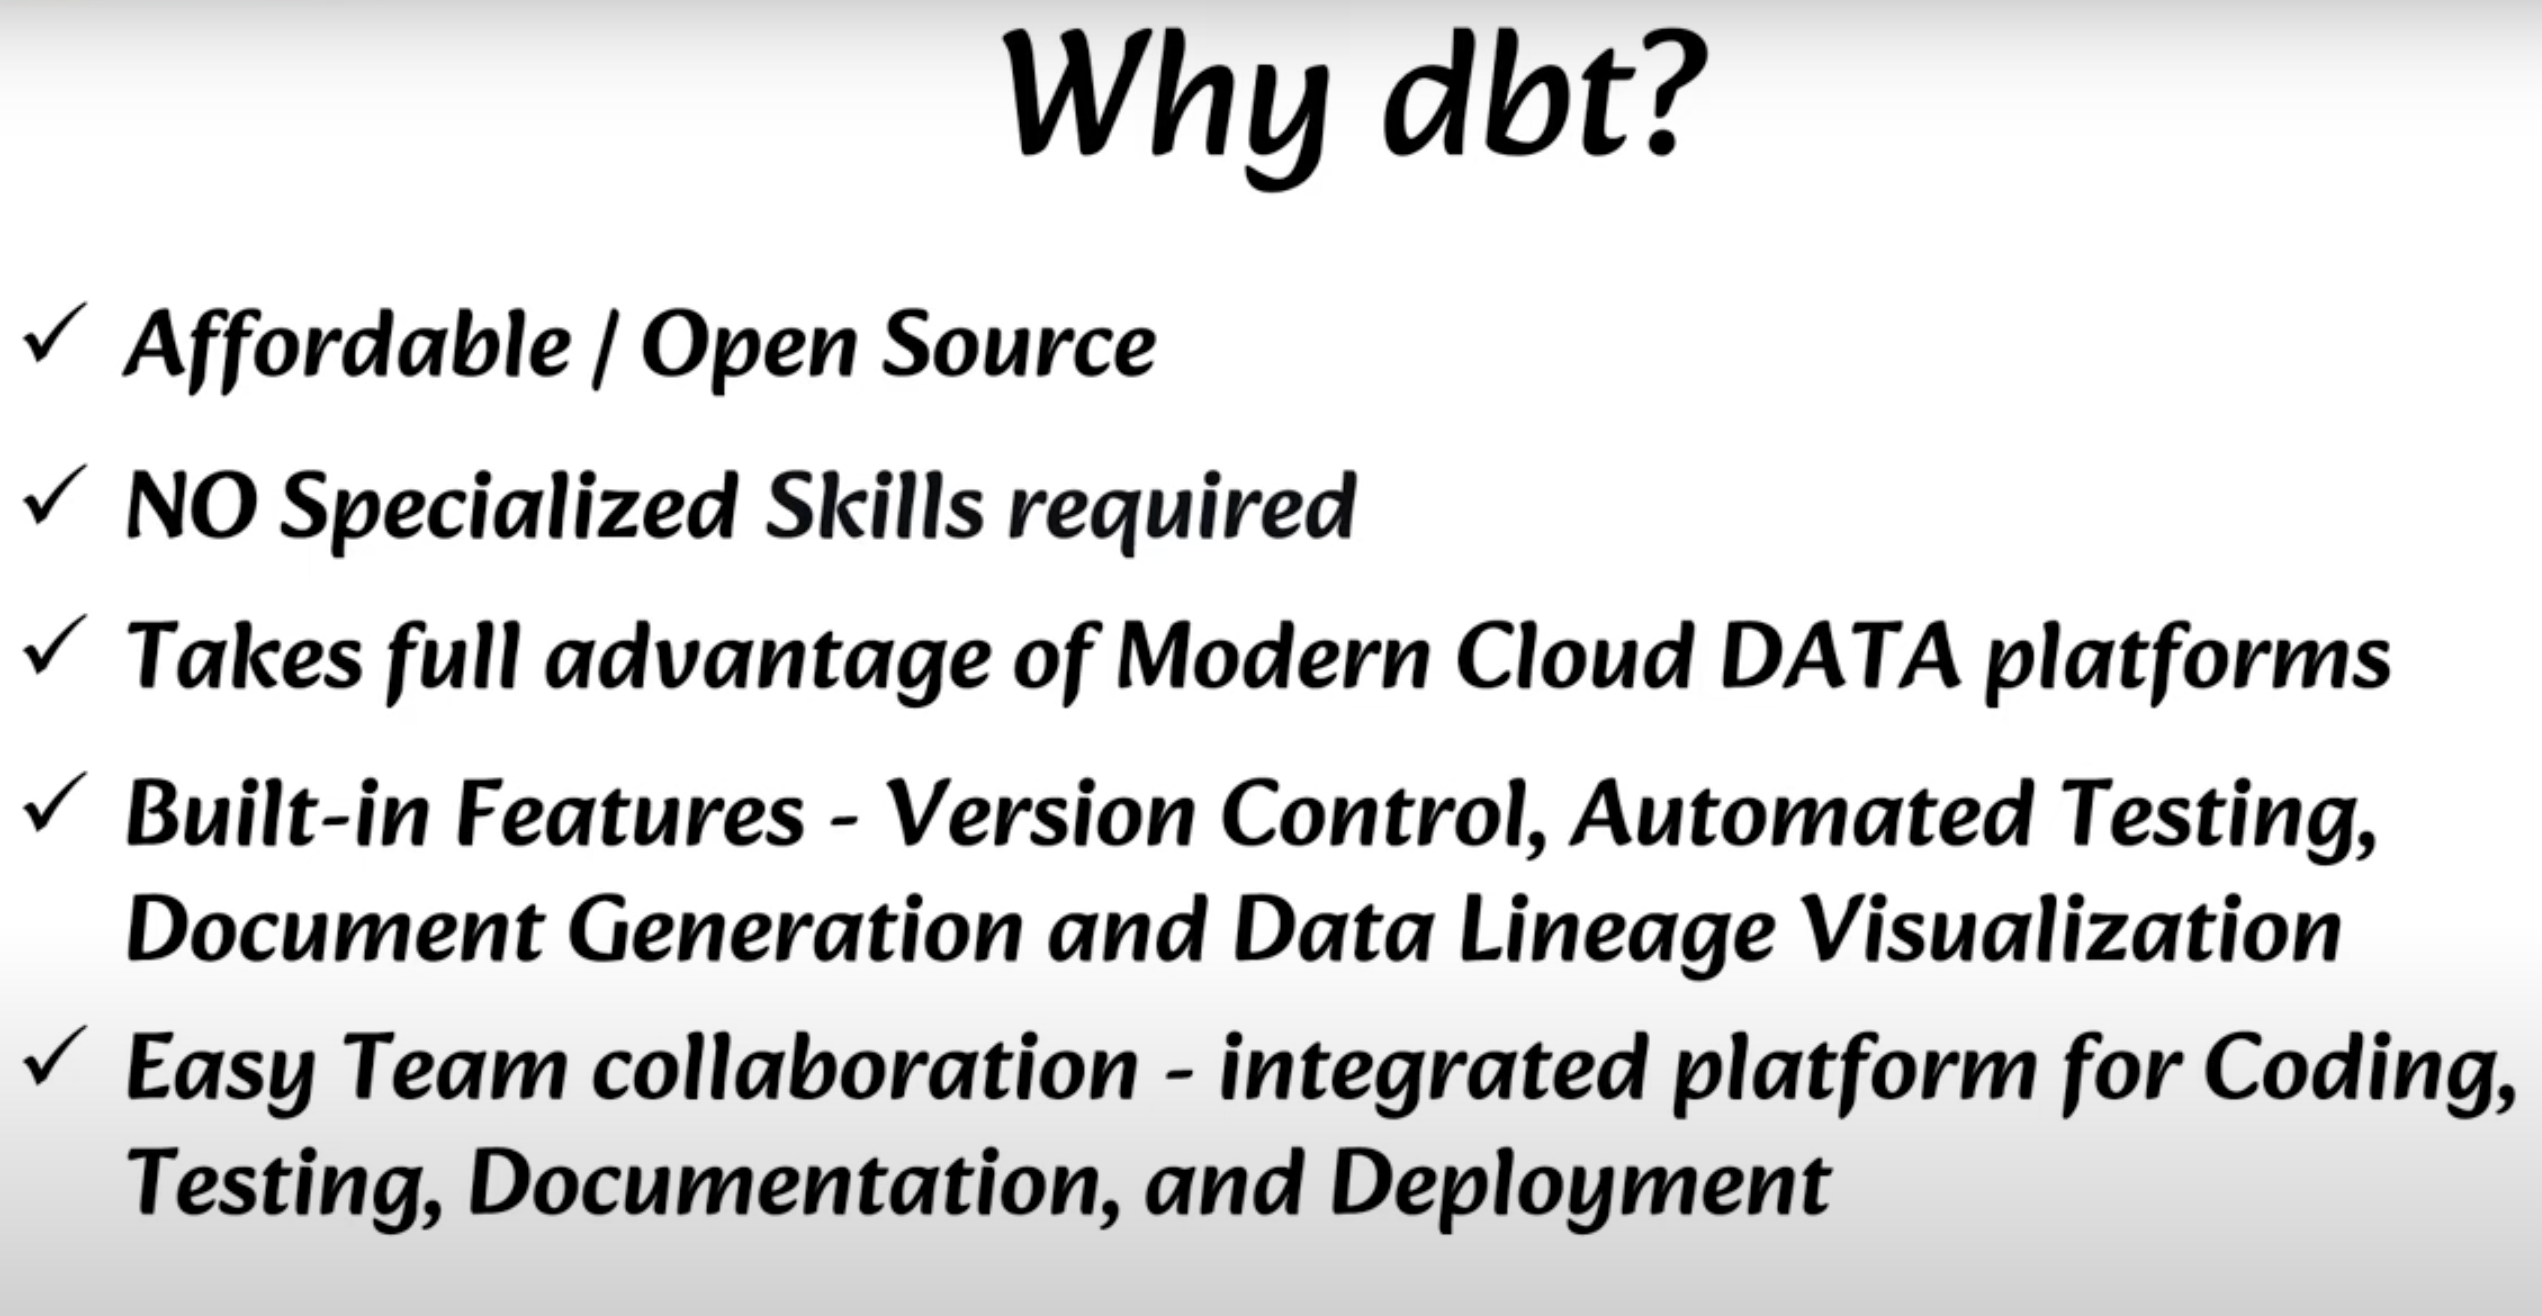 Why dbt?
✓ Affordable / Open Source
✓ NO Specialized Skills required
✓ Takes full advantage of Modern Cloud DATA platforms
✓ Built-in Features - Version Control, Automated Testing,
Document Generation and Data Lineage Visualization
✓ Easy Team collaboration - integrated platform for Coding,
Testing, Documentation, and Deployment